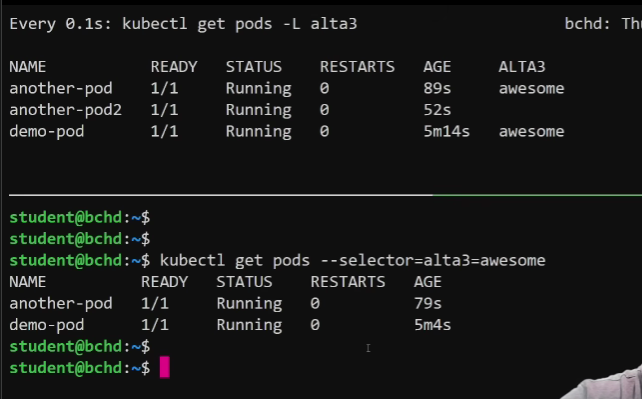 Every 0.1s: kubectl get pods -L alta3 bchd: Thu
NAME READY STATUS RESTARTS AGE ALTA3
another-pod 1/1 Running 0 89s awesome
another-pod2 1/1 Running 0 52s
demo-pod 1/1 Running 0 5m14s awesome
student@bchd:~$
student@bchd:~$
student@bchd:~$ kubectl get pods --selector=alta3=awesome
NAME READY STATUS RESTARTS AGE
another-pod 1/1 Running 0 79s
demo-pod 1/1 Running 0 5m4s
student@bchd:~$
student@bchd:~$